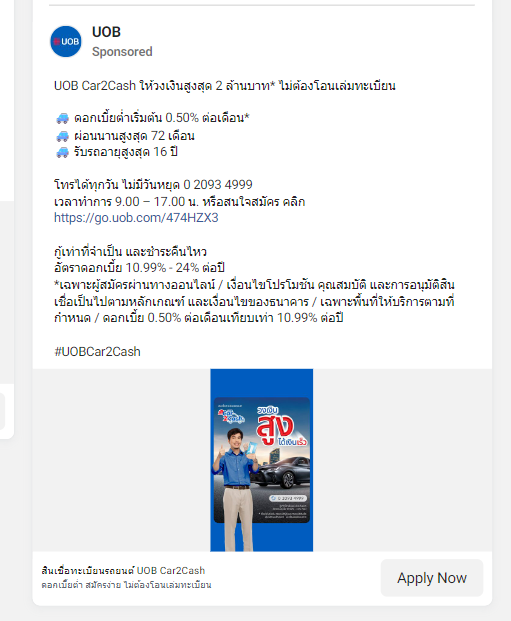 UOB
UOB
Sponsored
UOB Car2Cash ให้วงเงินสูงสุด 2 ล้านบาท* ไม่ต้องโอนเล่มทะเบียน
ดอกเบี้ยต่ำเริ่มต้น 0.50% ต่อเดือน*
ผ่อนนานสูงสุด 72 เดือน
รับรถอายุสูงสุด 16 ปี
โทรได้ทุกวัน ไม่มีวันหยุด 0 2093 4999
เวลาทำการ 9.00 – 17.00 น. หรือสนใจสมัคร คลิก
https://go.uob.com/474HZX3
กู้เท่าที่จำเป็น และชำระคืนไหว
อัตราดอกเบี้ย 10.99% - 24% ต่อปี
*เฉพาะผู้สมัครผ่านทางออนไลน์ / เงื่อนไขโปรโมชัน คุณสมบัติ และการอนุมัติสิน
เชื่อเป็นไปตามหลักเกณฑ์ และเงื่อนไขของธนาคาร / เฉพาะพื้นที่ให้บริการตามที่
กำหนด / ดอกเบี้ย 0.50% ต่อเดือนเทียบเท่า 10.99% ต่อปี
#UOBCar2Cash
วงเงิน
สูง
ได้เงินเร็ว
0 2093 4999
สินเชื่อทะเบียนรถยนต์ UOB Car2Cash
ดอกเบี้ยต่ำ สมัครง่าย ไม่ต้องโอนเล่มทะเบียน
Apply Now